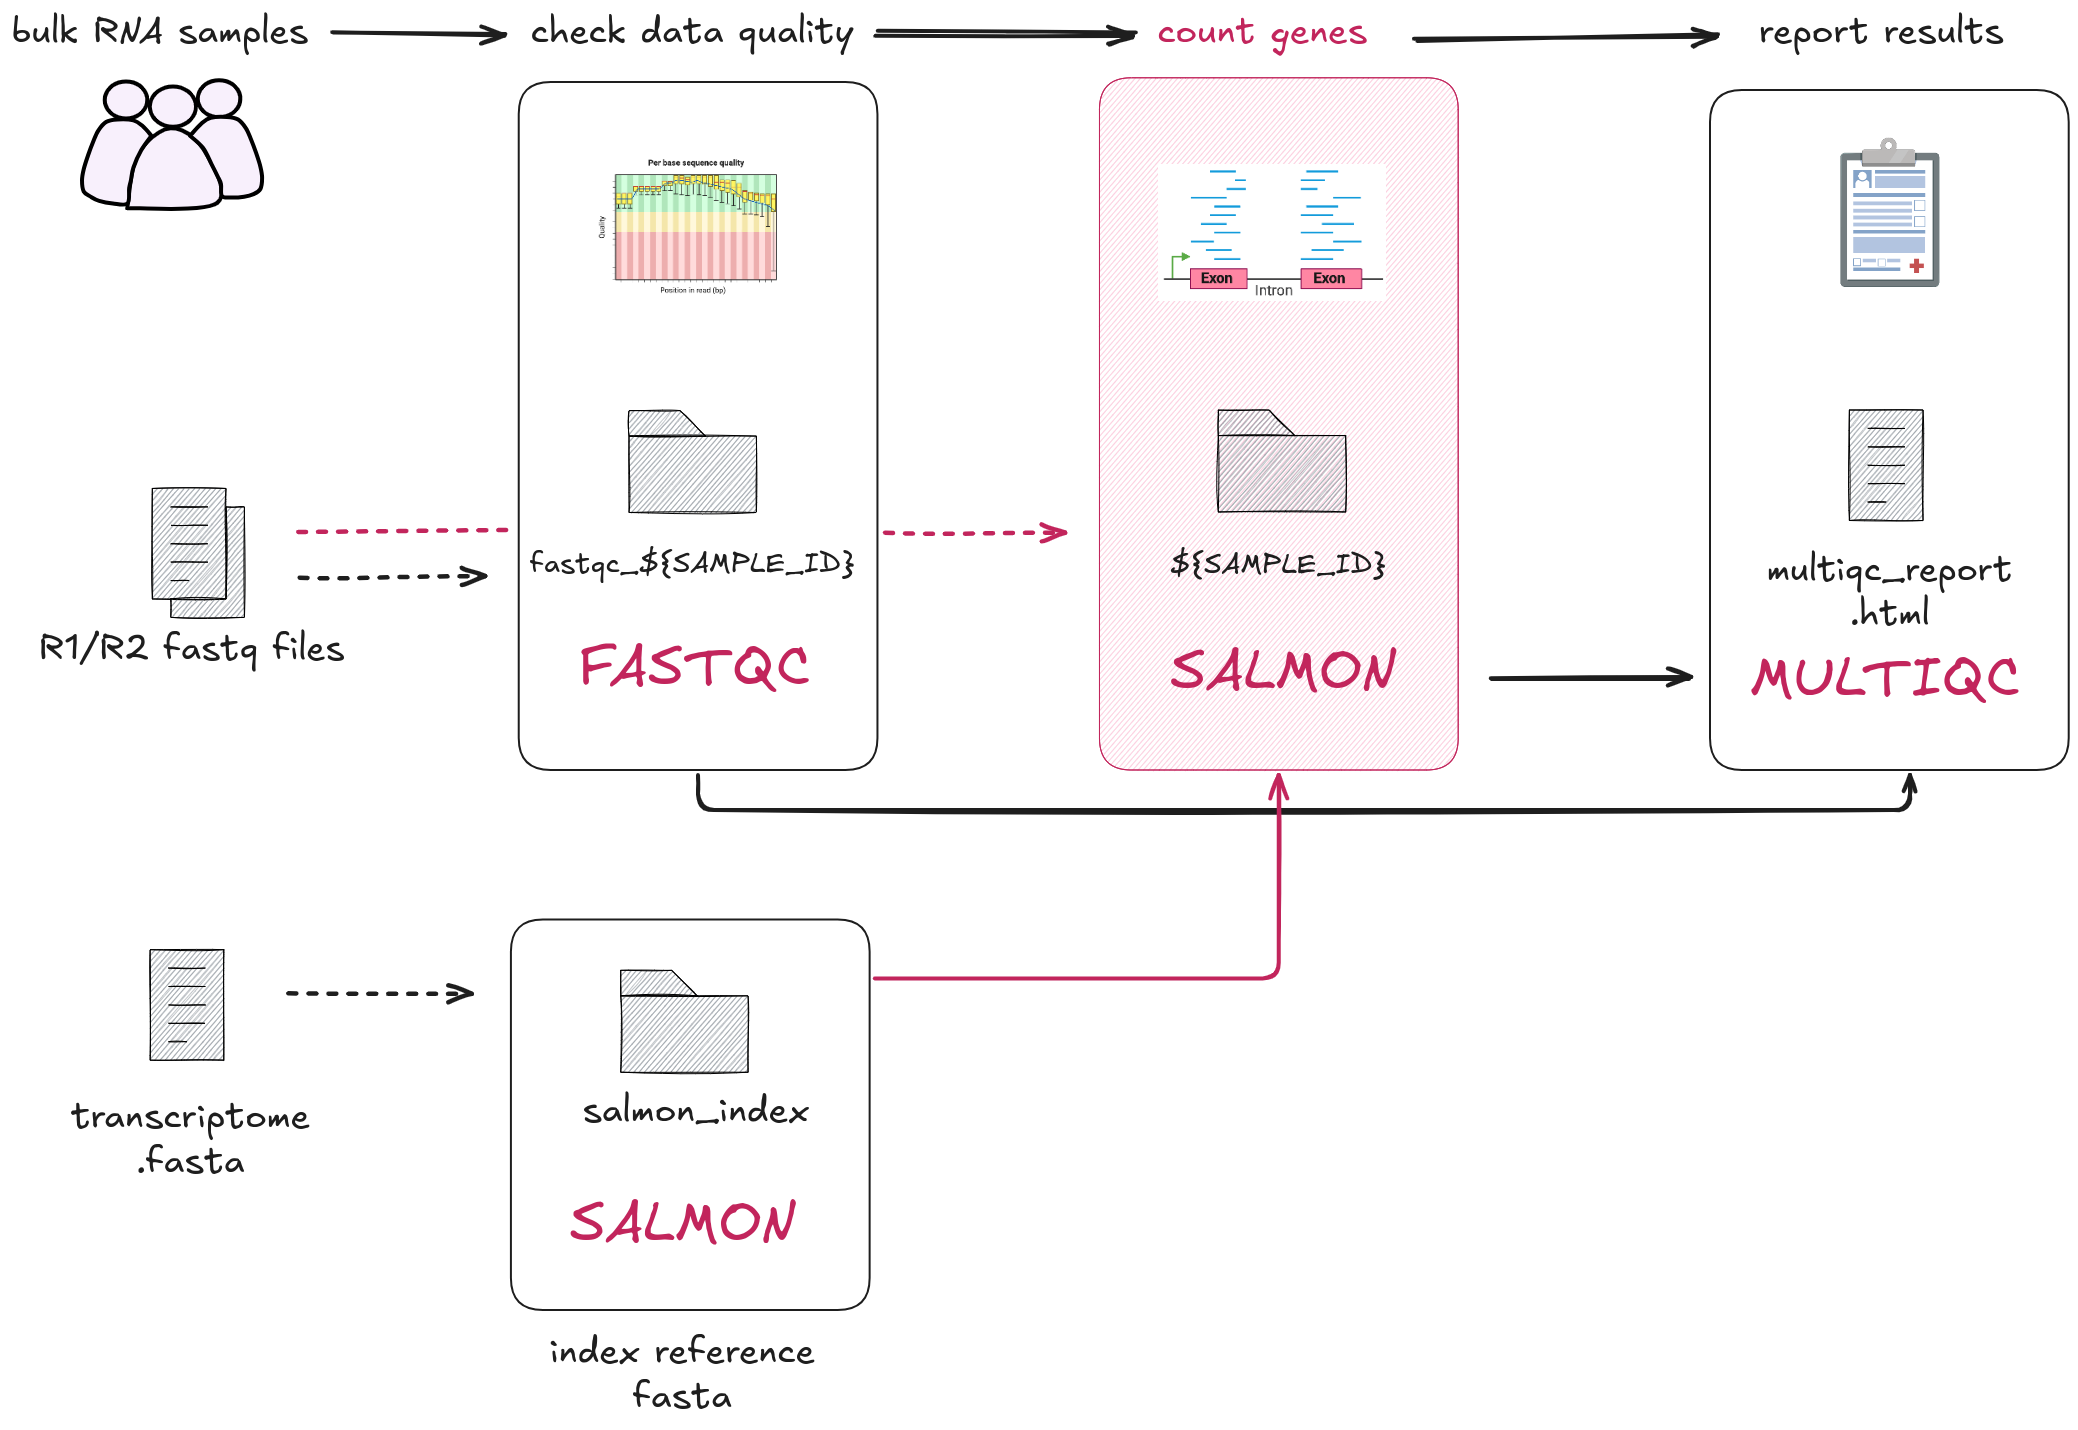 bulk RNA samples
check data quality
count genes
report results
Per base sequence quality
Quality
Position in read (bp)
Exon
Exon
Intron
fastqc_${SAMPLE_ID}
${SAMPLE_ID}
multiqc_report
.html
R1/R2 fastq files
FASTQC
SALMON
MULTIQC
transcriptome
.fasta
salmon_index
SALMON
index reference
fasta